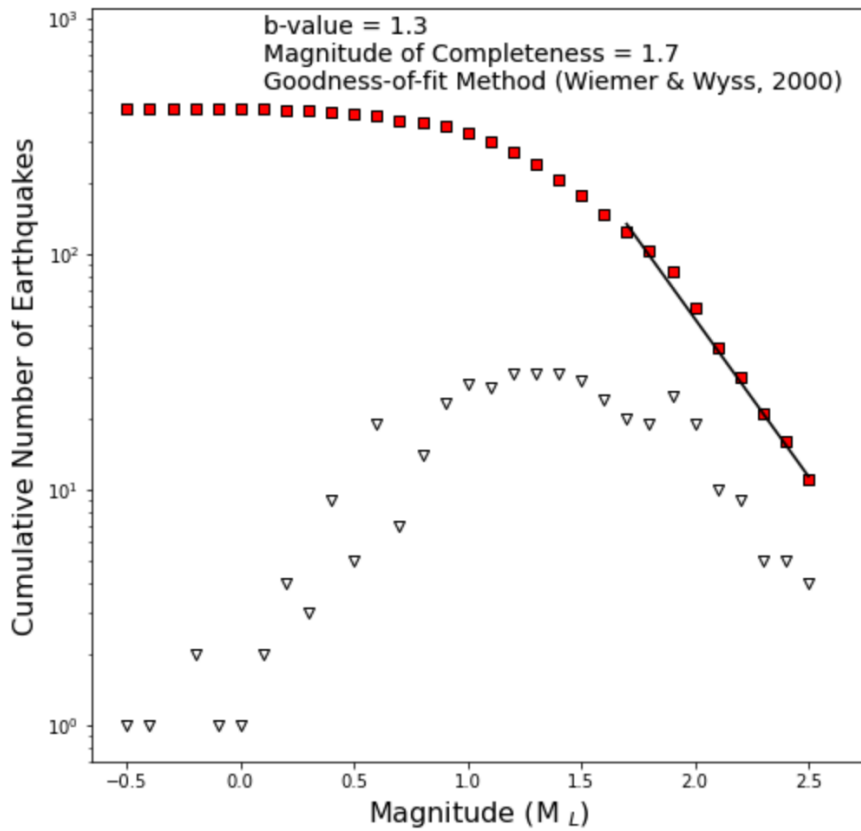 b-value = 1.3
Magnitude of Completeness = 1.7
Goodness-of-fit Method (Wiemer & Wyss, 2000)
Cumulative Number of Earthquakes
10³
10²
10¹
10⁰
−0.5 0.0 0.5 1.0 1.5 2.0 2.5
Magnitude (M L)